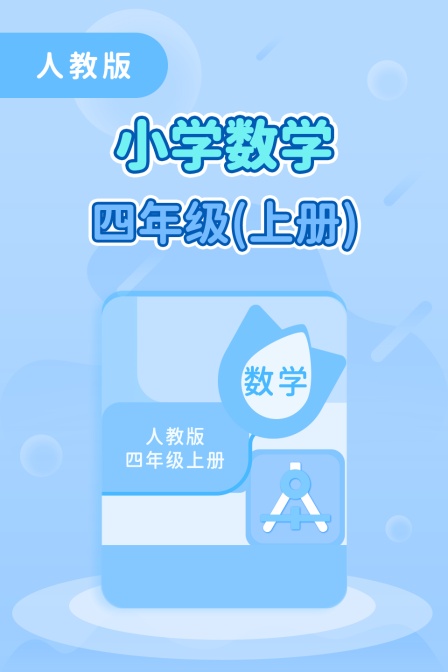 人教版
小学数学
四年级(上册)
数学
人教版
四年级上册